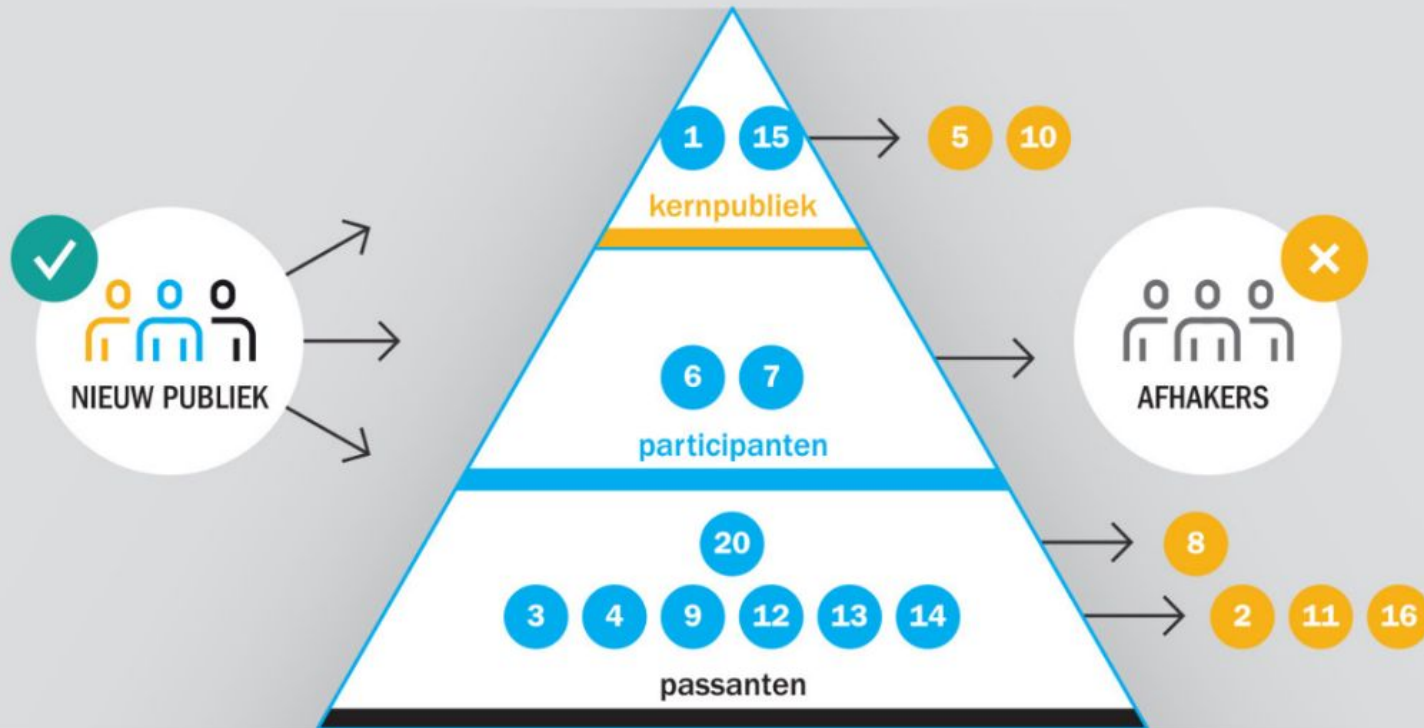 1 15 5 10
kernpubliek
NIEUW PUBLIEK
6 7
AFHAKERS
participanten
20 8
3 4 9 12 13 14 2 11 16
passanten